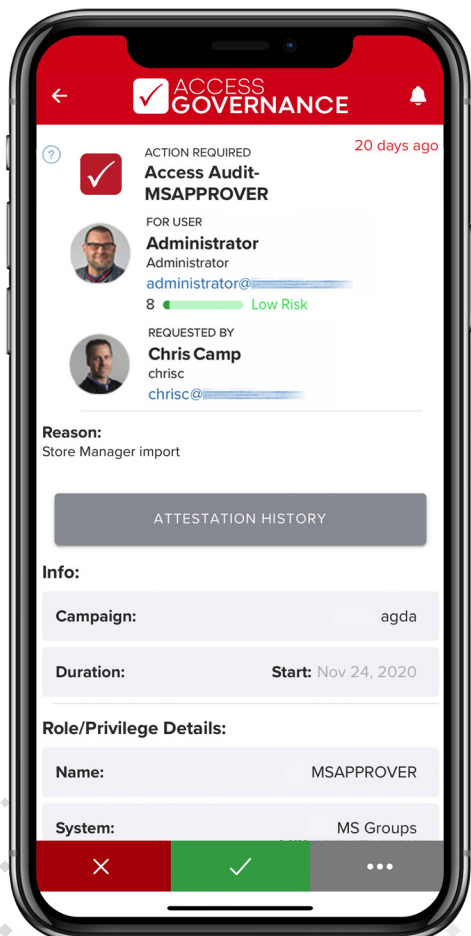 ACCESS
GOVERNANCE
20 days ago
?
ACTION REQUIRED
Access Audit-
MSAPPROVER
FOR USER
Administrator
Administrator
administrator@
8 Low Risk
REQUESTED BY
Chris Camp
chrisc
chrisc@
Reason:
Store Manager import
ATTESTATION HISTORY
Info:
Campaign: agda
Duration: Start: Nov 24, 2020
Role/Privilege Details:
Name: MSAPPROVER
System: MS Groups